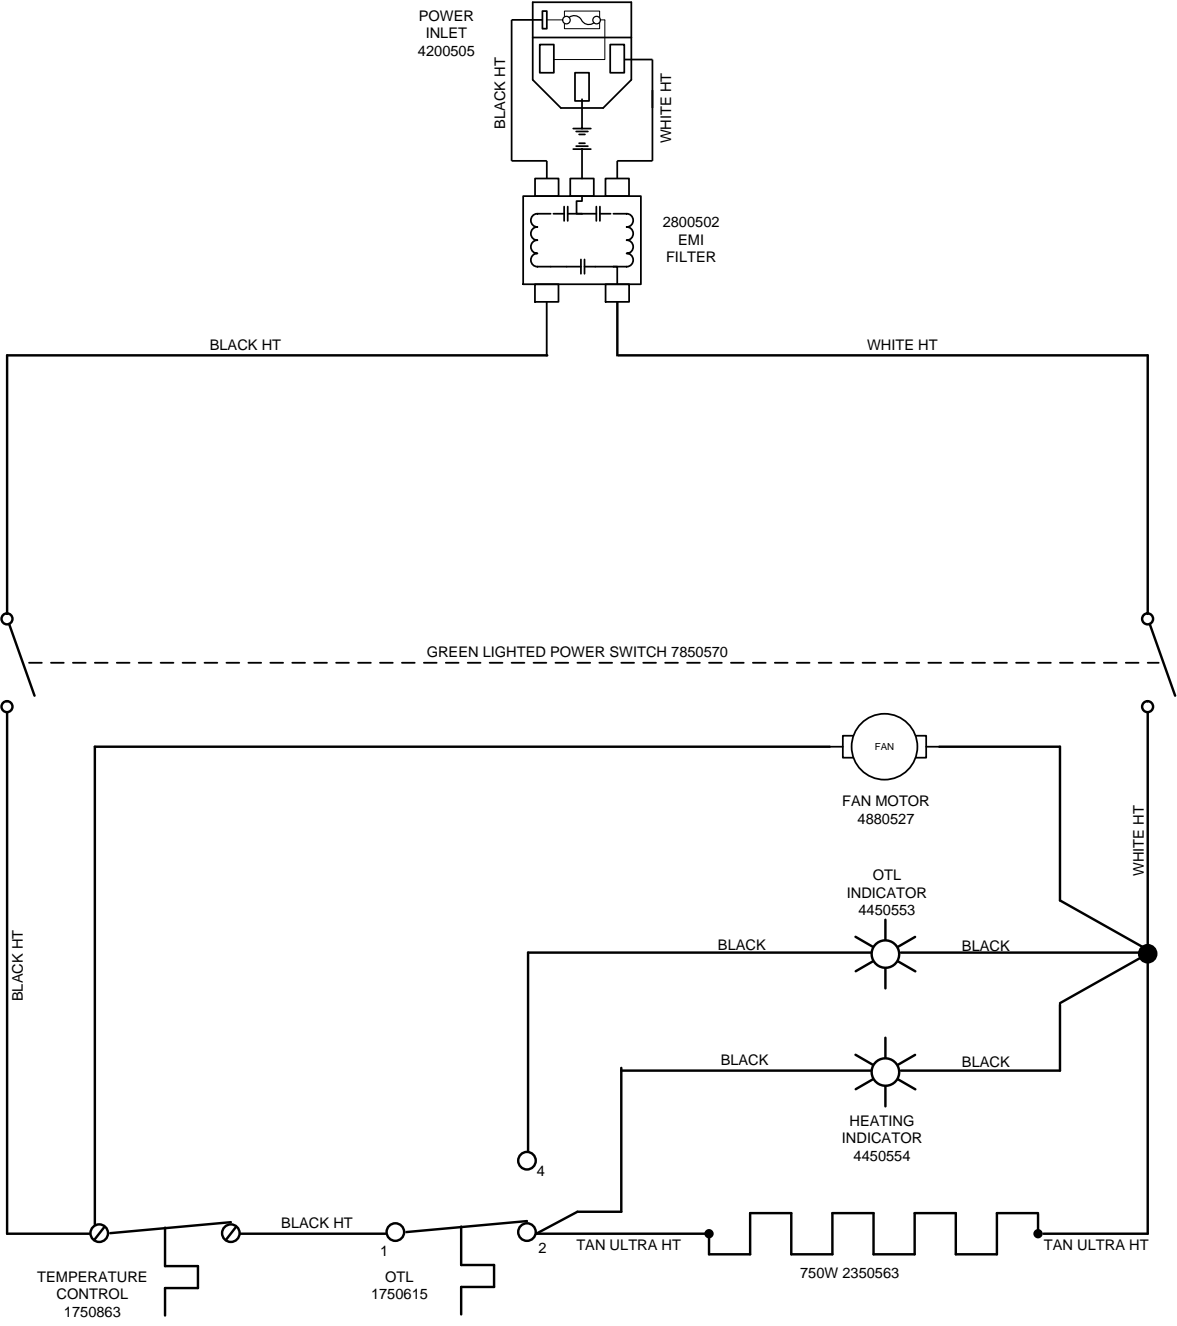 POWER
INLET
4200505
BLACK HT
WHITE HT
2800502
EMI
FILTER
BLACK HT
WHITE HT
GREEN LIGHTED POWER SWITCH 7850570
FAN
FAN MOTOR
4880527
WHITE HT
OTL
INDICATOR
4450553
BLACK
BLACK
BLACK HT
BLACK
BLACK
HEATING
INDICATOR
4450554
4
BLACK HT
1
2
TAN ULTRA HT
TAN ULTRA HT
750W 2350563
TEMPERATURE
CONTROL
1750863
OTL
1750615